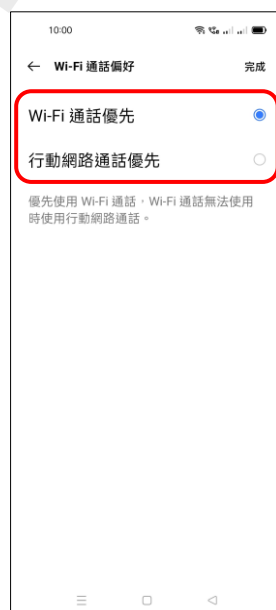 10:00
Wi-Fi 通話偏好
完成
Wi-Fi 通話優先
行動網路通話優先
優先使用 Wi-Fi 通話，Wi-Fi 通話無法使用
時使用行動網路通話。